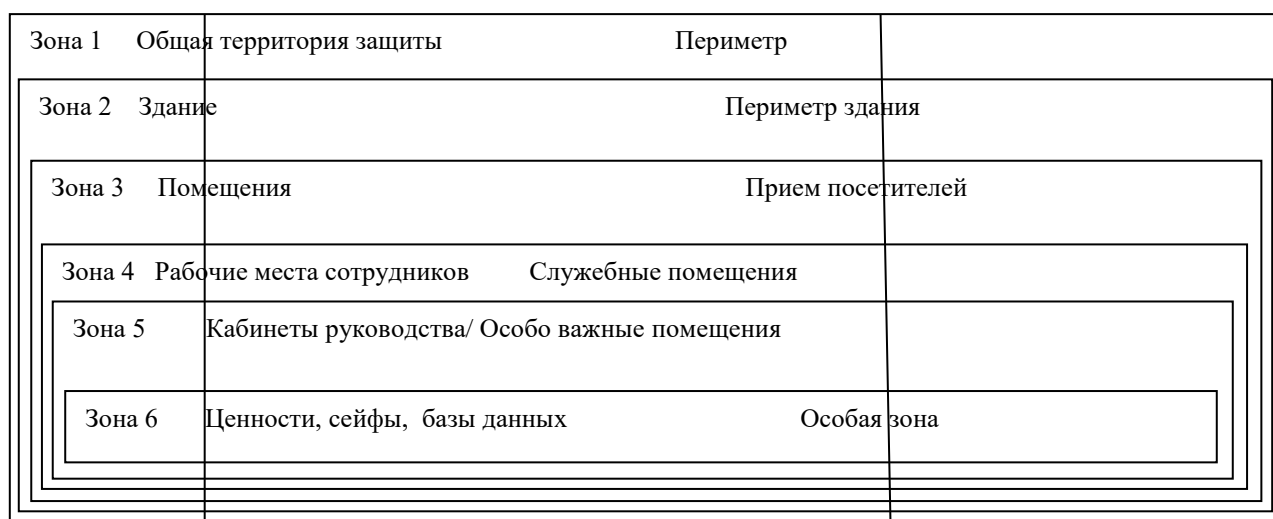 Зона 1 Общая территория защиты Периметр
Зона 2 Здание Периметр здания
Зона 3 Помещения Прием посетителей
Зона 4 Рабочие места сотрудников Служебные помещения
Зона 5 Кабинеты руководства/ Особо важные помещения
Зона 6 Ценности, сейфы, базы данных Особая зона